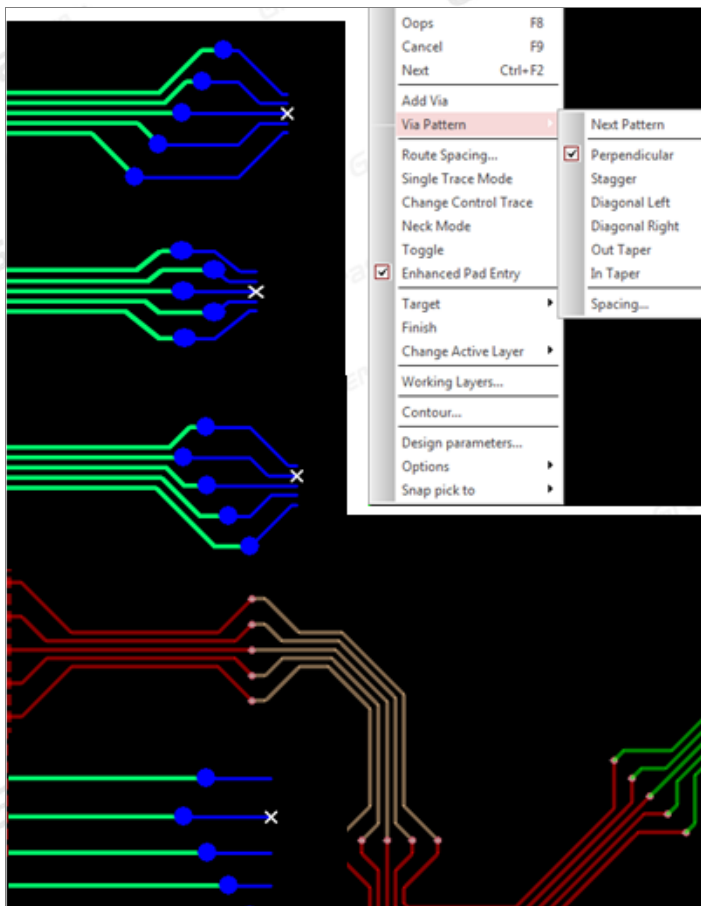 Oops F8
Cancel F9
Next Ctrl+F2
Add Via
Via Pattern
Route Spacing...
Single Trace Mode
Change Control Trace
Neck Mode
Toggle
Enhanced Pad Entry
Target
Finish
Change Active Layer
Working Layers...
Contour...
Design parameters...
Options
Snap pick to
Next Pattern
Perpendicular
Stagger
Diagonal Left
Diagonal Right
Out Taper
In Taper
Spacing...